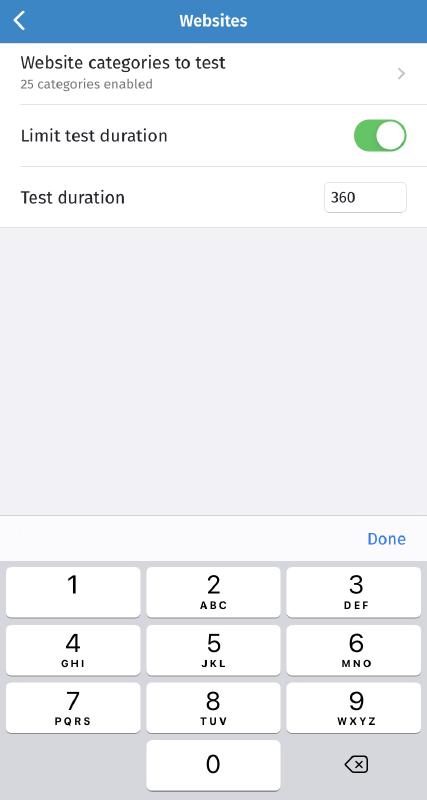 Websites
Website categories to test
25 categories enabled
Limit test duration
Test duration
360
Done
1
2
ABC
3
DEF
4
GHI
5
JKL
6
MNO
7
PQRS
8
TUV
9
WXYZ
0